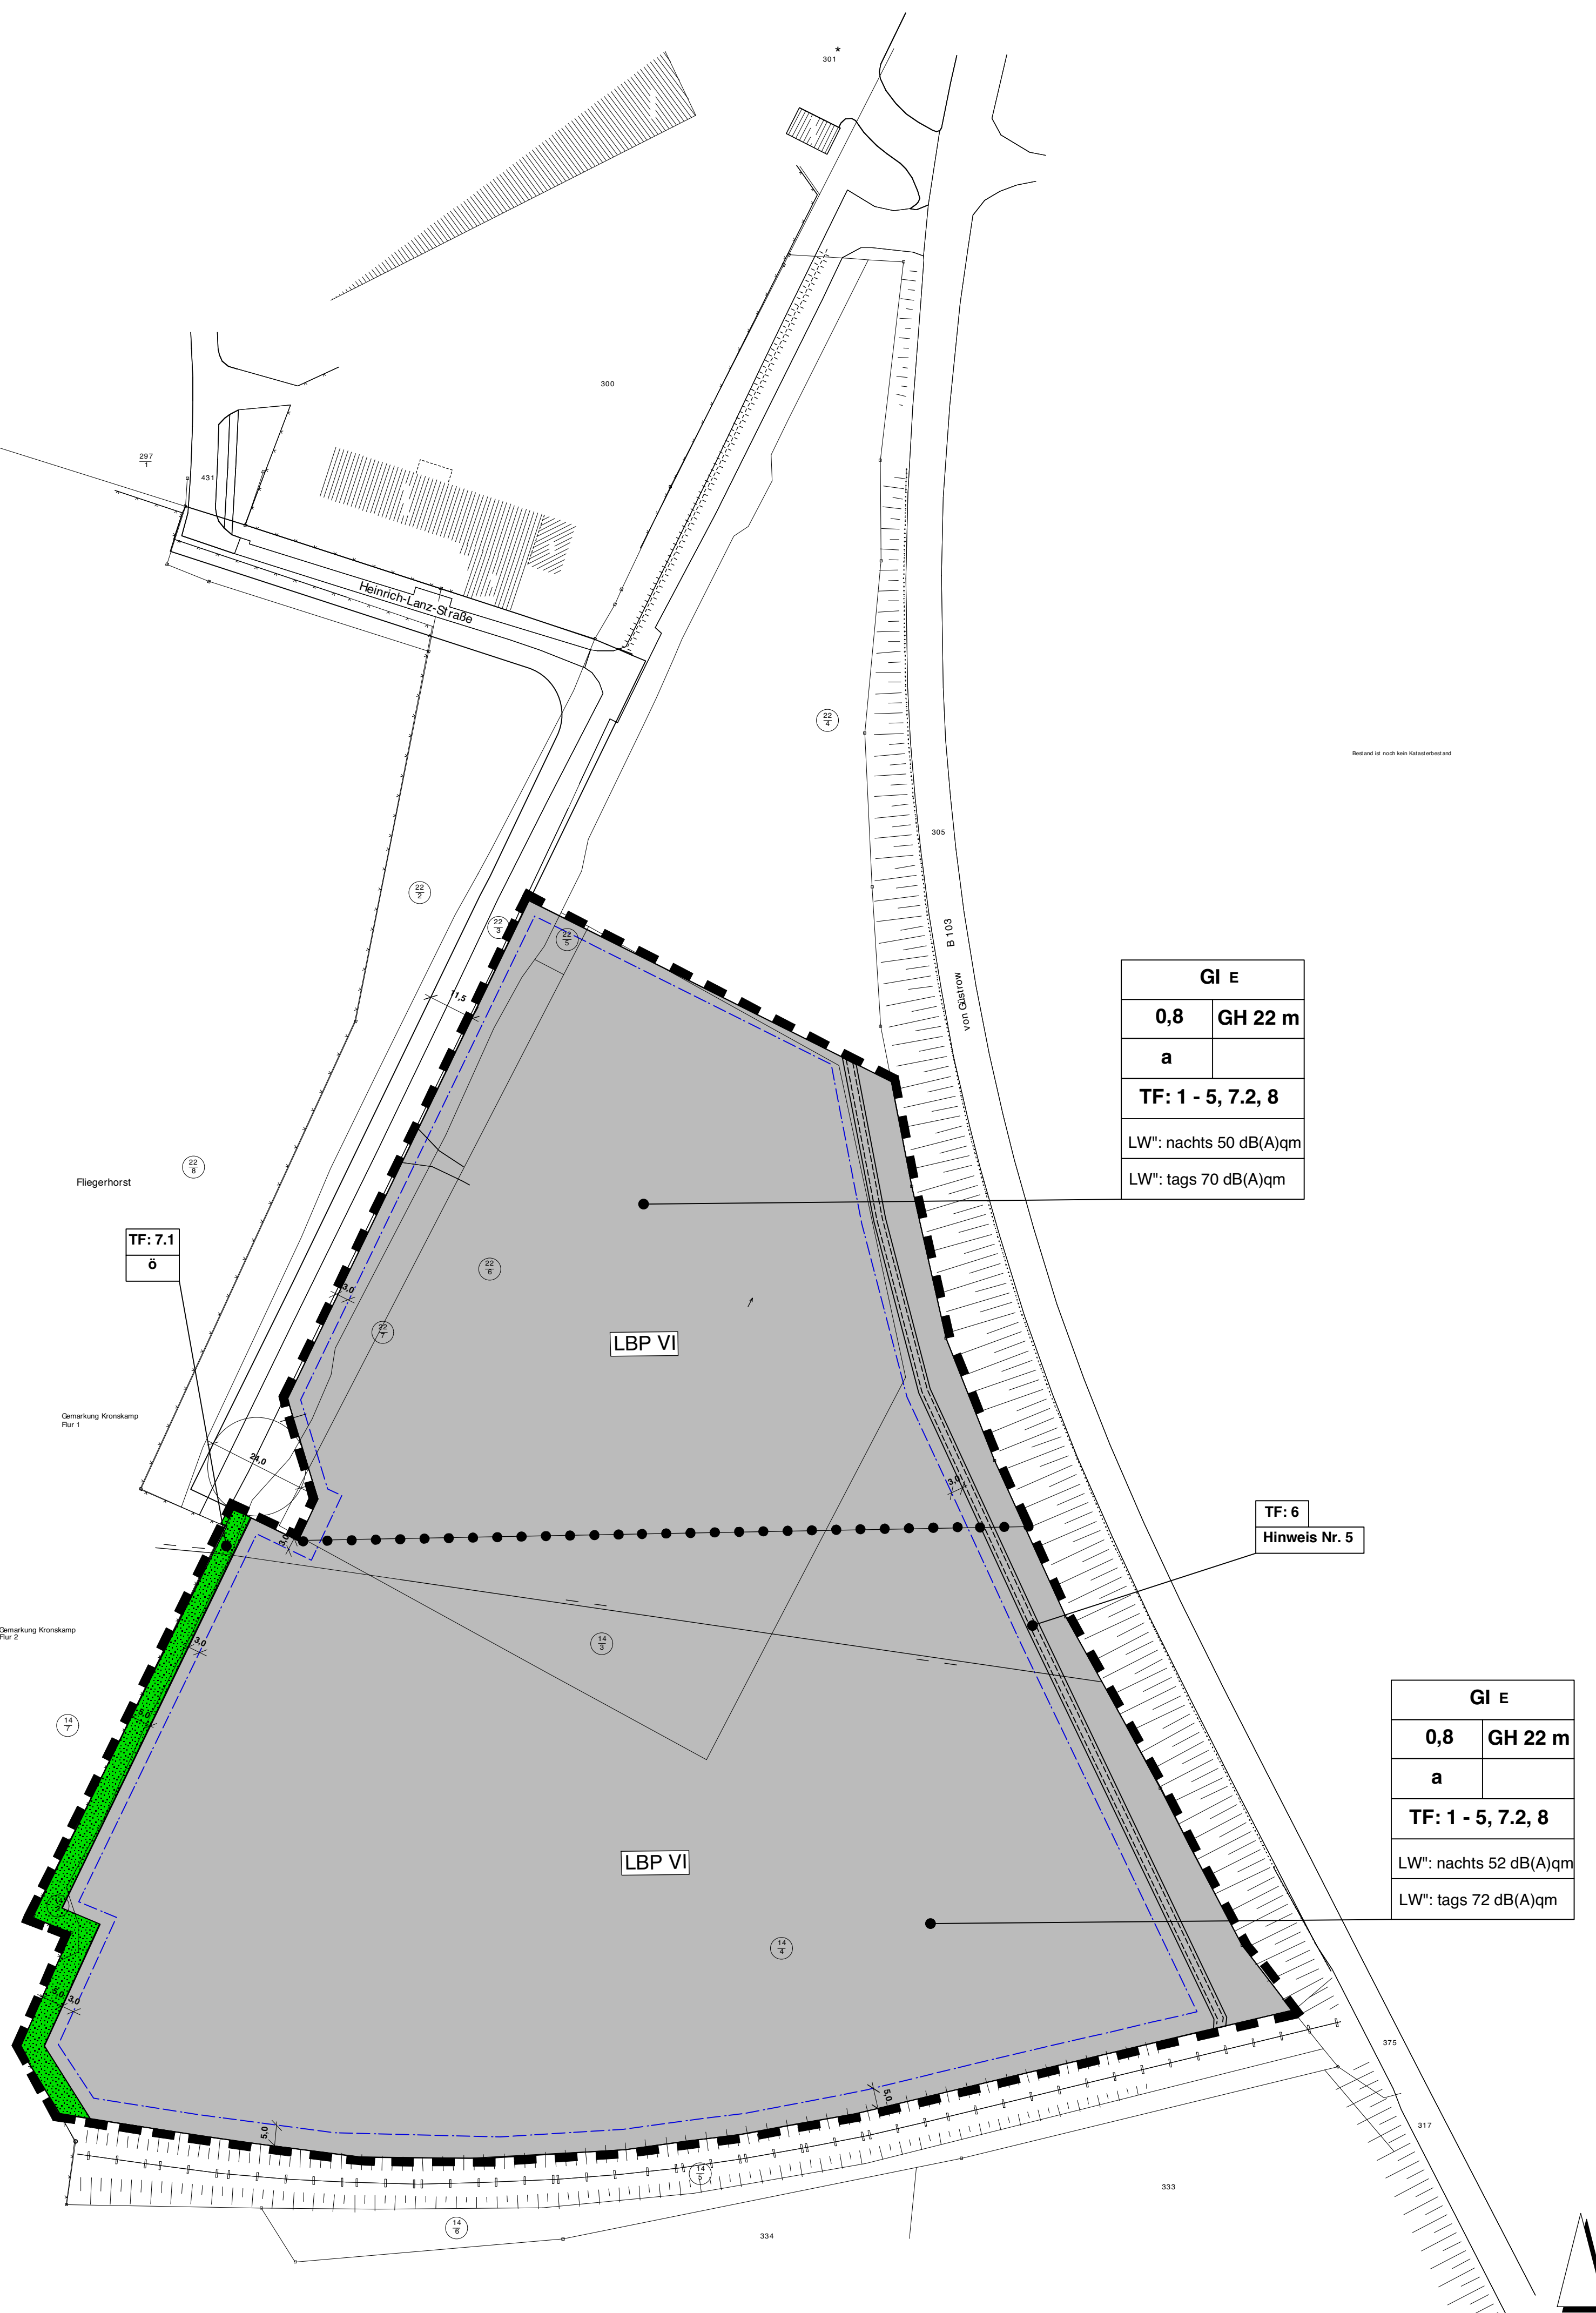 *
301
300
297
1
431
Heinrich-Lanz-Straße
22
4
Bestand ist noch kein Katasterbestand
305
22
2
B 103
22
3
22
5
von Güstrow
GI E
0,8 GH 22 m
a
TF: 1 - 5, 7.2, 8
LW": nachts 50 dB(A)qm
LW": tags 70 dB(A)qm
11,5
22
8
Fliegerhorst
TF: 7.1
ö
22
6
3,0
22
7
LBP VI
Gemarkung Kronskamp
Flur 1
24,0
3,0
3,0
TF: 6
Hinweis Nr. 5
Gemarkung Kronskamp
Flur 2
3,0
14
3
5,0
14
7
GI E
0,8 GH 22 m
a
TF: 1 - 5, 7.2, 8
LW": nachts 52 dB(A)qm
LW": tags 72 dB(A)qm
LBP VI
14
4
5,0
3,0
375
5,0
5,0
317
14
5
333
14
6
334